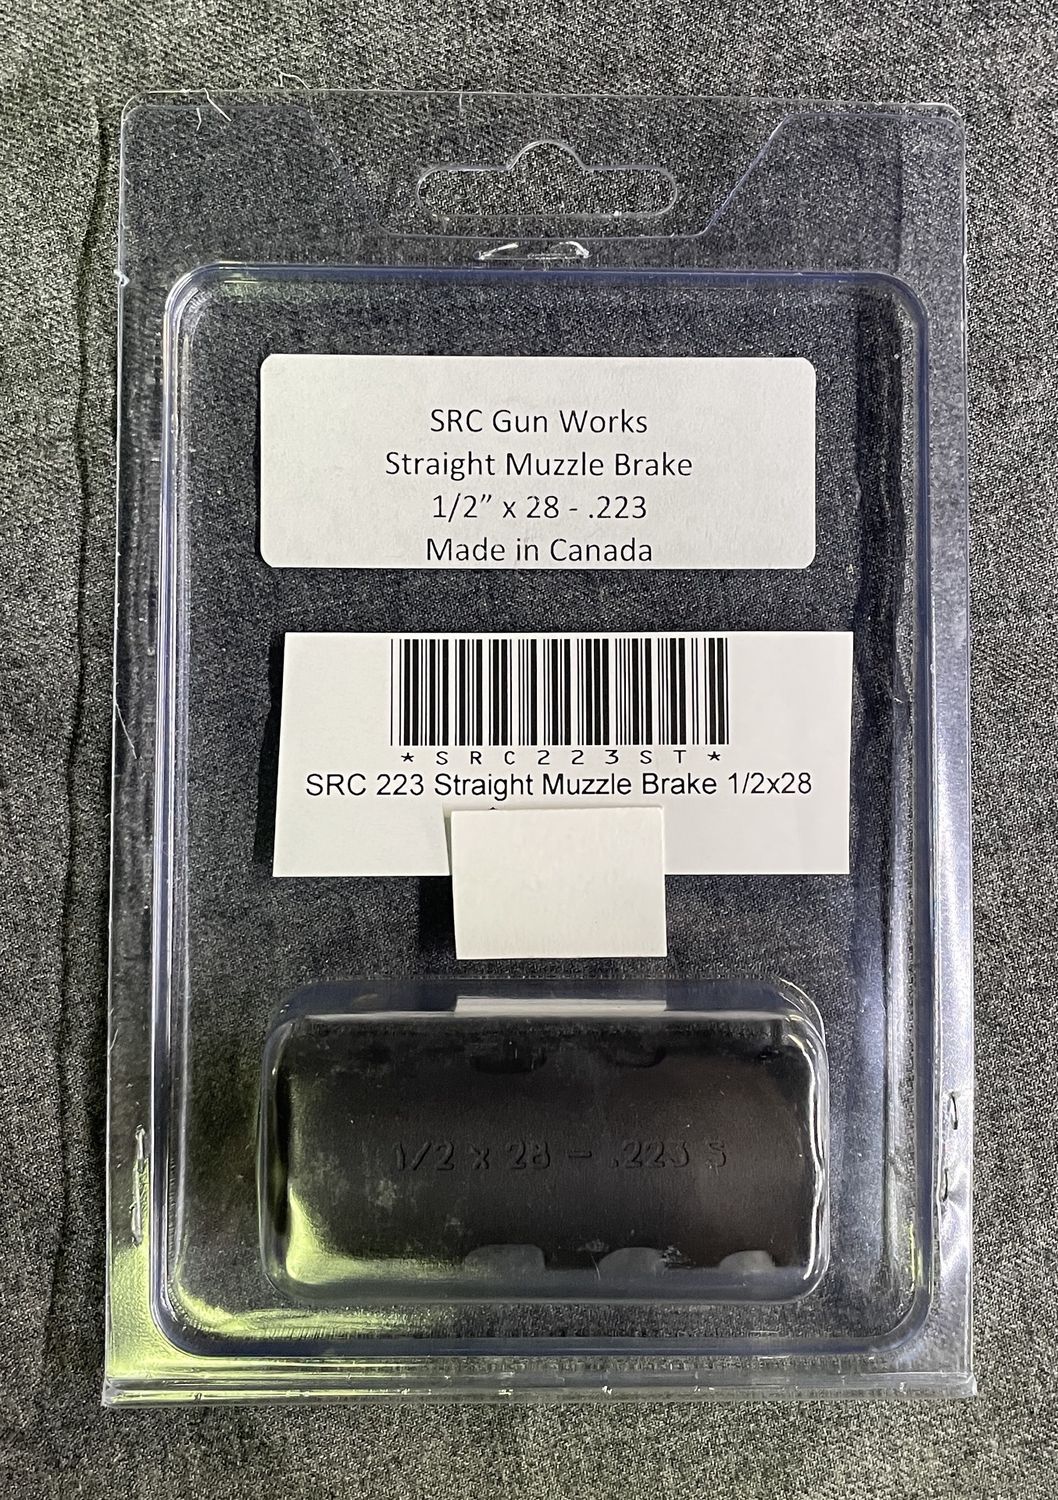 SRC Gun Works
Straight Muzzle Brake
1/2” x 28 - .223
Made in Canada
*SRC223ST*
SRC 223 Straight Muzzle Brake 1/2x28
1/2 x 28 - .223 S